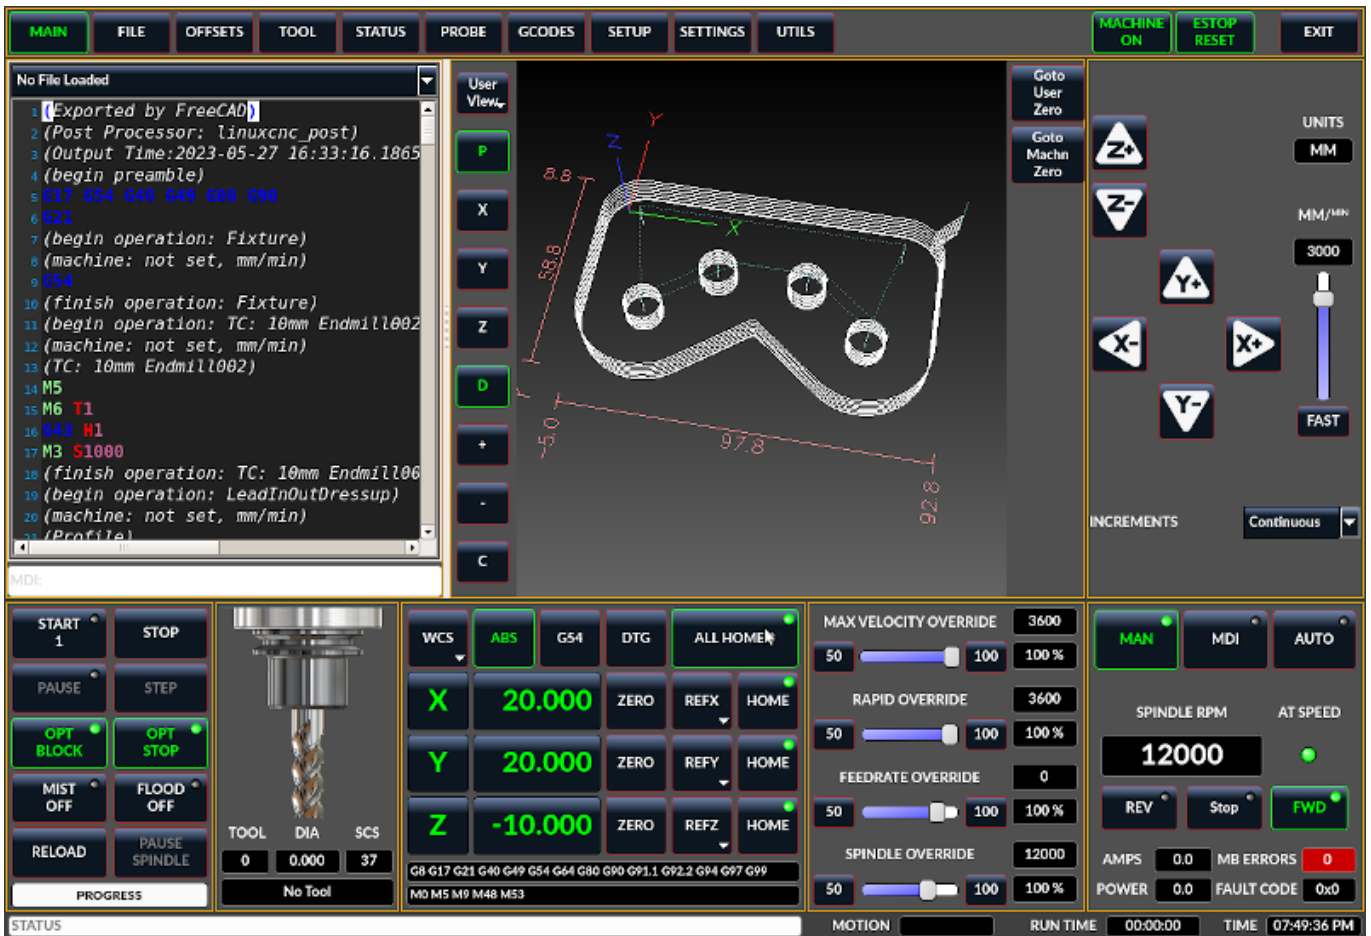 MAIN FILE OFFSETS TOOL STATUS PROBE GCODES SETUP SETTINGS UTILS MACHINE ON ESTOP RESET EXIT
No File Loaded
1 (Exported by FreeCAD)
2 (Post Processor: linuxcnc_post)
3 (Output Time:2023-05-27 16:33:16.1865
4 (begin preamble)
5 G17 G54 G40 G49 G80 G90
6 G21
7 (begin operation: Fixture)
8 (machine: not set, mm/min)
9 G54
10 (finish operation: Fixture)
11 (begin operation: TC: 10mm Endmill002
12 (machine: not set, mm/min)
13 (TC: 10mm Endmill002)
14 M5
15 M6 T1
16 G43 H1
17 M3 S1000
18 (finish operation: TC: 10mm Endmill00
19 (begin operation: LeadInOutDressup)
20 (machine: not set, mm/min)
21 (Profile)
MDI:
User View
P
X
Y
Z
D
+
-
C
Z
Y
X
8.8
58.8
-5.0
97.8
92.8
Goto User Zero
Goto Machn Zero
Z+
Z-
Y+
X-
X+
Y-
UNITS
MM
MM/MIN
3000
FAST
INCREMENTS Continuous
START 1
STOP
PAUSE
STEP
OPT BLOCK
OPT STOP
MIST OFF
FLOOD OFF
RELOAD
PAUSE SPINDLE
PROGRESS
TOOL DIA SCS
0 0.000 37
No Tool
WCS ABS G54 DTG ALL HOMED
X 20.000 ZERO REFX HOME
Y 20.000 ZERO REFY HOME
Z -10.000 ZERO REFZ HOME
G8 G17 G21 G40 G49 G54 G64 G80 G90 G91.1 G92.2 G94 G97 G99
M0 M5 M9 M48 M53
MAX VELOCITY OVERRIDE 3600
50 100 100 %
RAPID OVERRIDE 3600
50 100 100 %
FEEDRATE OVERRIDE 0
50 100 100 %
SPINDLE OVERRIDE 12000
50 100 100 %
MAN MDI AUTO
SPINDLE RPM AT SPEED
12000
REV Stop FWD
AMPS 0.0 MB ERRORS 0
POWER 0.0 FAULT CODE 0x0
STATUS
MOTION RUN TIME 00:00:00 TIME 07:49:36 PM